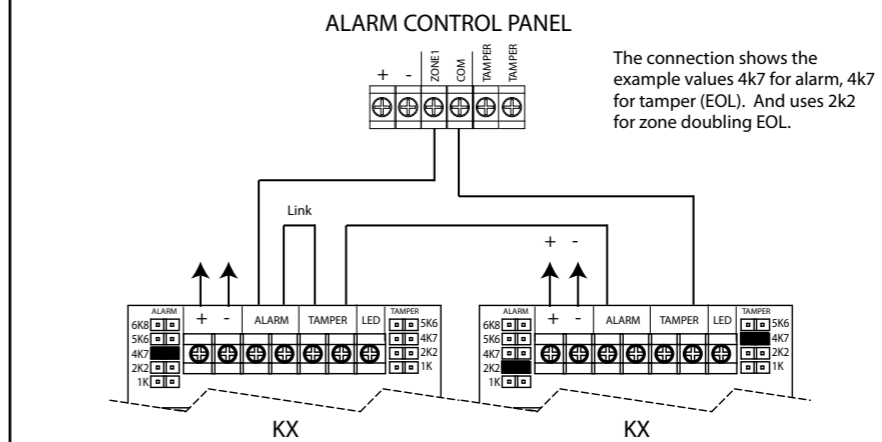 ALARM CONTROL PANEL
The connection shows the
example values 4k7 for alarm, 4k7
for tamper (EOL). And uses 2k2
for zone doubling EOL.
+ - ZONE1 COM TAMPER TAMPER
Link
+ -
ALARM + - ALARM TAMPER LED TAMPER
6K8 5K6
5K6 4K7
4K7 2K2
2K2 1K
1K
ALARM + - ALARM TAMPER LED TAMPER
6K8 5K6
5K6 4K7
4K7 2K2
2K2 1K
1K
KX
KX